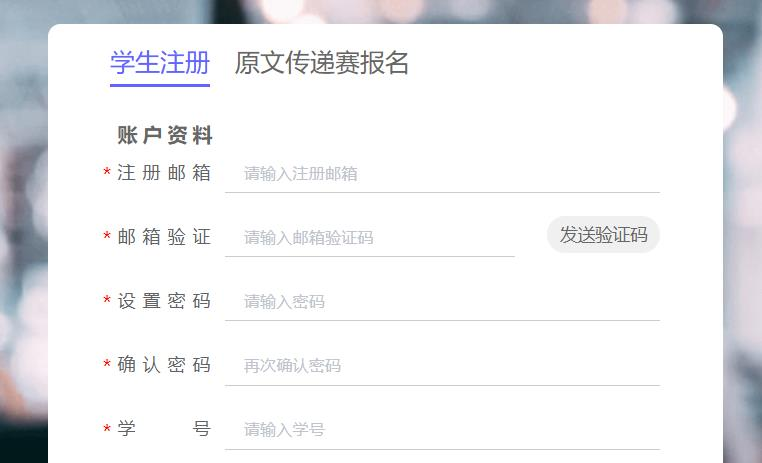 学生注册 原文传递赛报名
账户资料
* 注册邮箱 请输入注册邮箱
* 邮箱验证 请输入邮箱验证码 发送验证码
* 设置密码 请输入密码
* 确认密码 再次确认密码
* 学 号 请输入学号